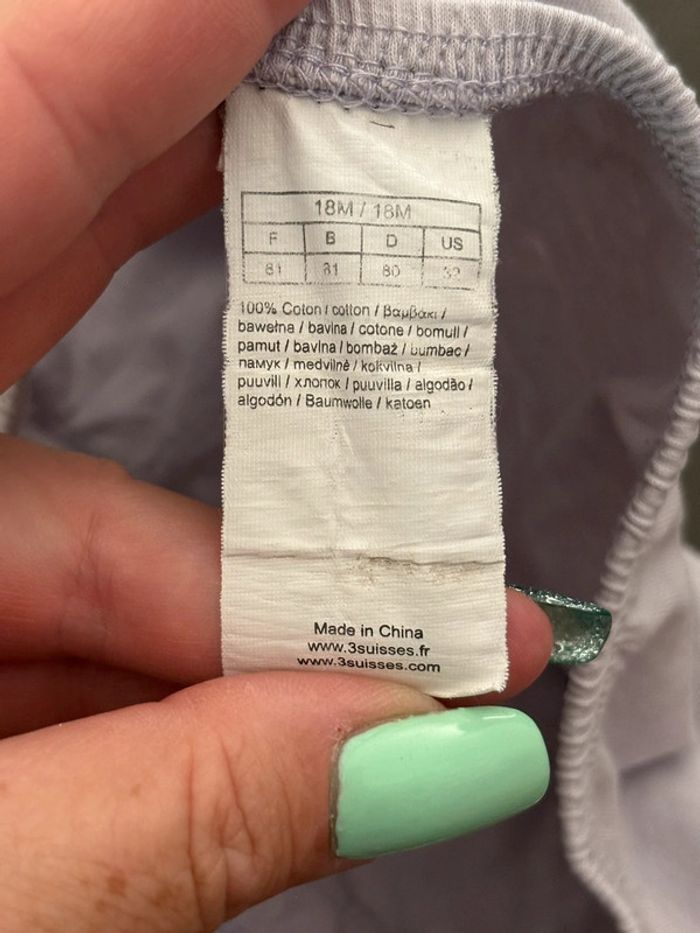 18M / 18M
F B D US
81 81 80 32
100% Coton / cotton / βαμβάκι /
bawełna / bavlna / cotone / bomull /
pamut / bavlna / bombaž / bumbac /
памук / medvilnė / kokvilna /
puuvill / хлопок / puuvilla / algodão /
algodón / Baumwolle / katoen
Made in China
www.3suisses.fr
www.3suisses.com